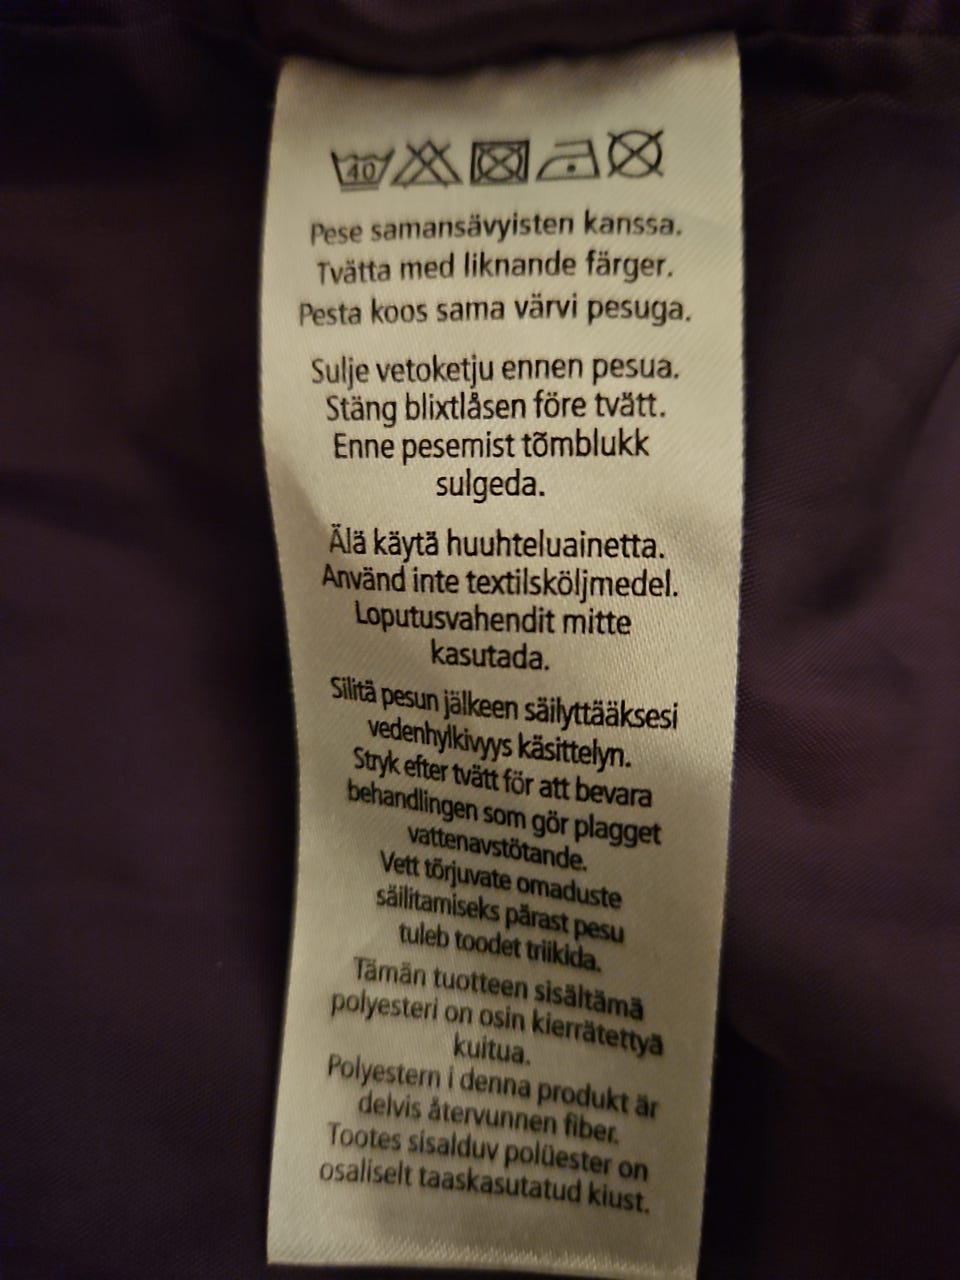 40
Pese samansävyisten kanssa.
Tvätta med liknande färger.
Pesta koos sama värvi pesuga.
Sulje vetoketju ennen pesua.
Stäng blixtlåsen före tvätt.
Enne pesemist tõmblukk
sulgeda.
Älä käytä huuhteluainetta.
Använd inte textilsköljmedel.
Loputusvahendit mitte
kasutada.
Silitä pesun jälkeen säilyttääksesi
vedenhylkivyys käsittelyn.
Stryk efter tvätt för att bevara
behandlingen som gör plagget
vattenavstötande.
Vett tõrjuvate omaduste
säilitamiseks pärast pesu
tuleb toodet triikida.
Tämän tuotteen sisältämä
polyesteri on osin kierrätettyä
kuitua.
Polyestern i denna produkt är
delvis återvunnen fiber.
Tootes sisalduv polüester on
osaliselt taaskasutatud kiust.